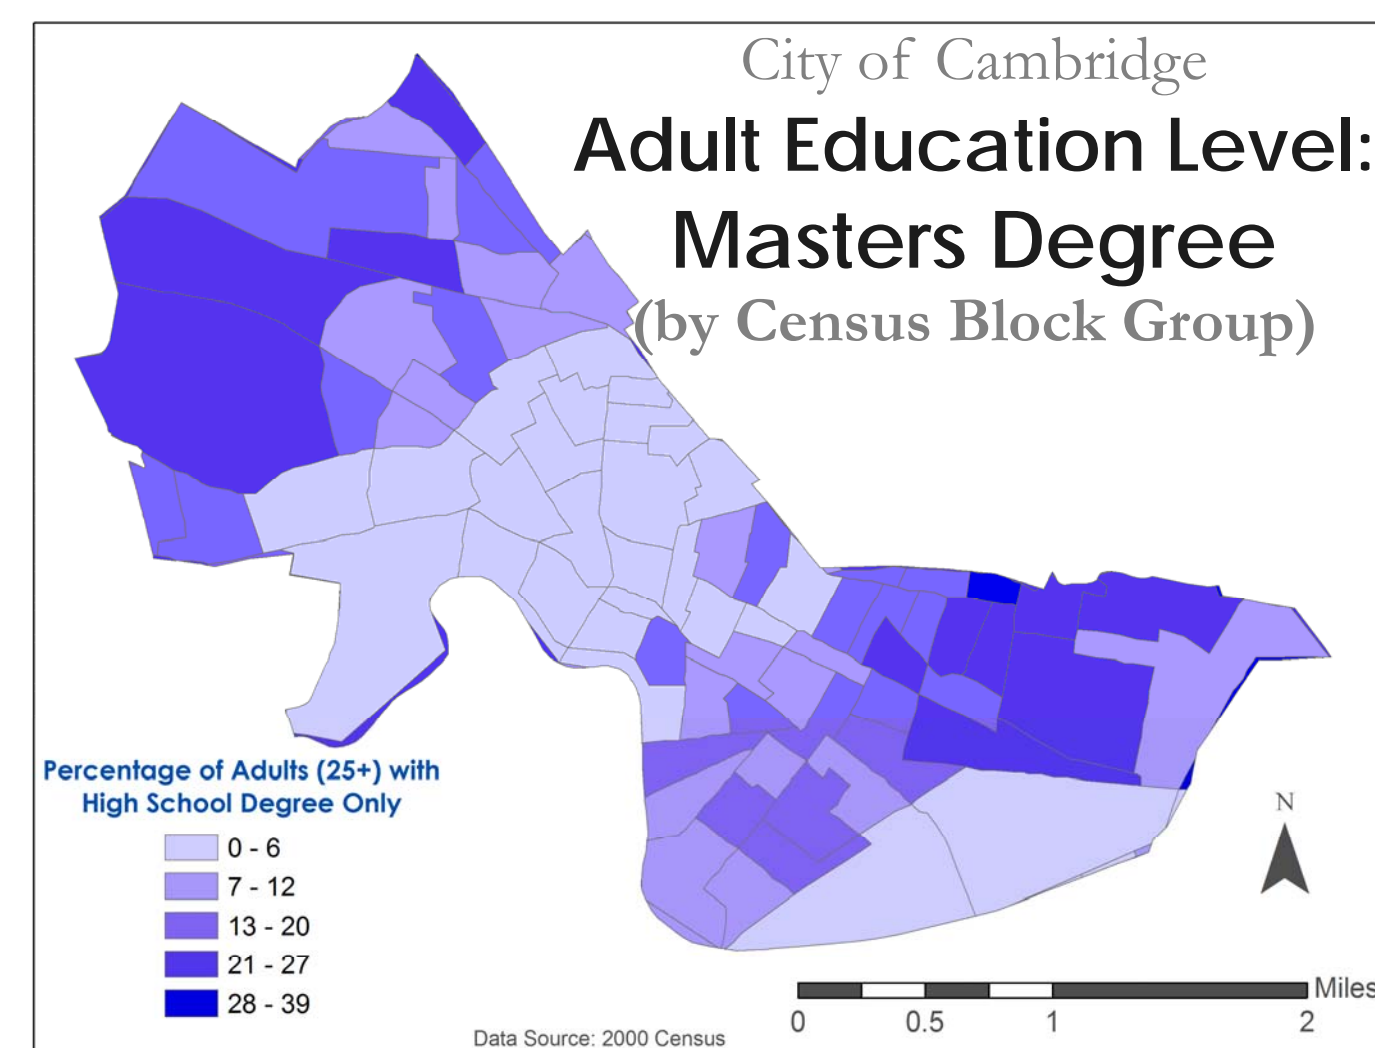 City of Cambridge
Adult Education Level:
Masters Degree
(by Census Block Group)
Percentage of Adults (25+) with
High School Degree Only
0 - 6
7 - 12
13 - 20
21 - 27
28 - 39
N
Miles
0 0.5 1 2
Data Source: 2000 Census